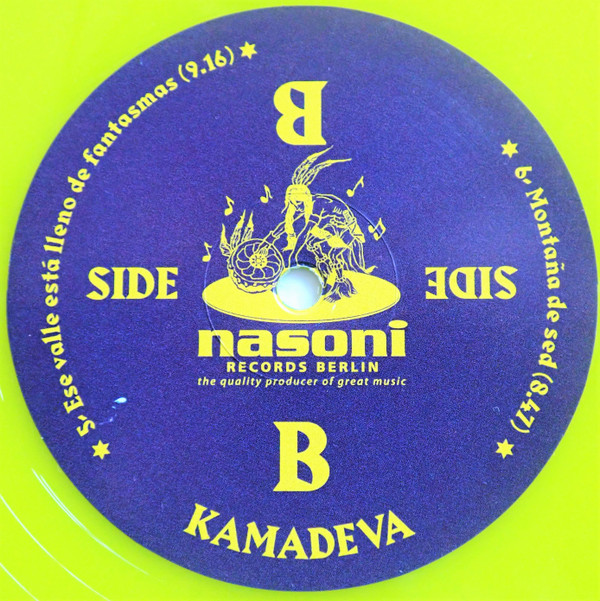 B
5. Ese valle está lleno de fantasmas (9.16)
6. Montaña de sed (8.47)
SIDE
SIDE
nasoni
RECORDS BERLIN
the quality producer of great music
B
KAMADEVA